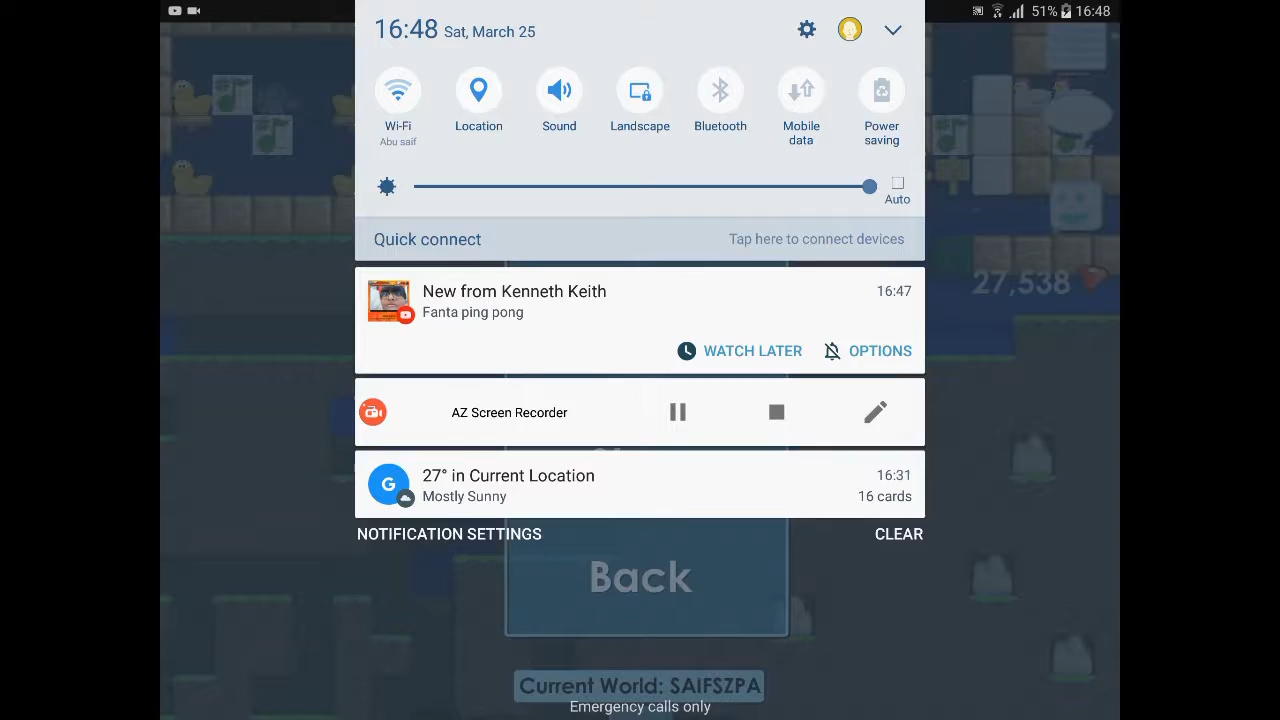 16:48 Sat, March 25
51% 16:48
Wi-Fi
Abu saif
Location
Sound
Landscape
Bluetooth
Mobile
data
Power
saving
Auto
Quick connect
Tap here to connect devices
27,538
New from Kenneth Keith
16:47
Fanta ping pong
WATCH LATER
OPTIONS
AZ Screen Recorder
G
27° in Current Location
16:31
Mostly Sunny
16 cards
NOTIFICATION SETTINGS
CLEAR
Back
Current World: SAIFSZPA
Emergency calls only